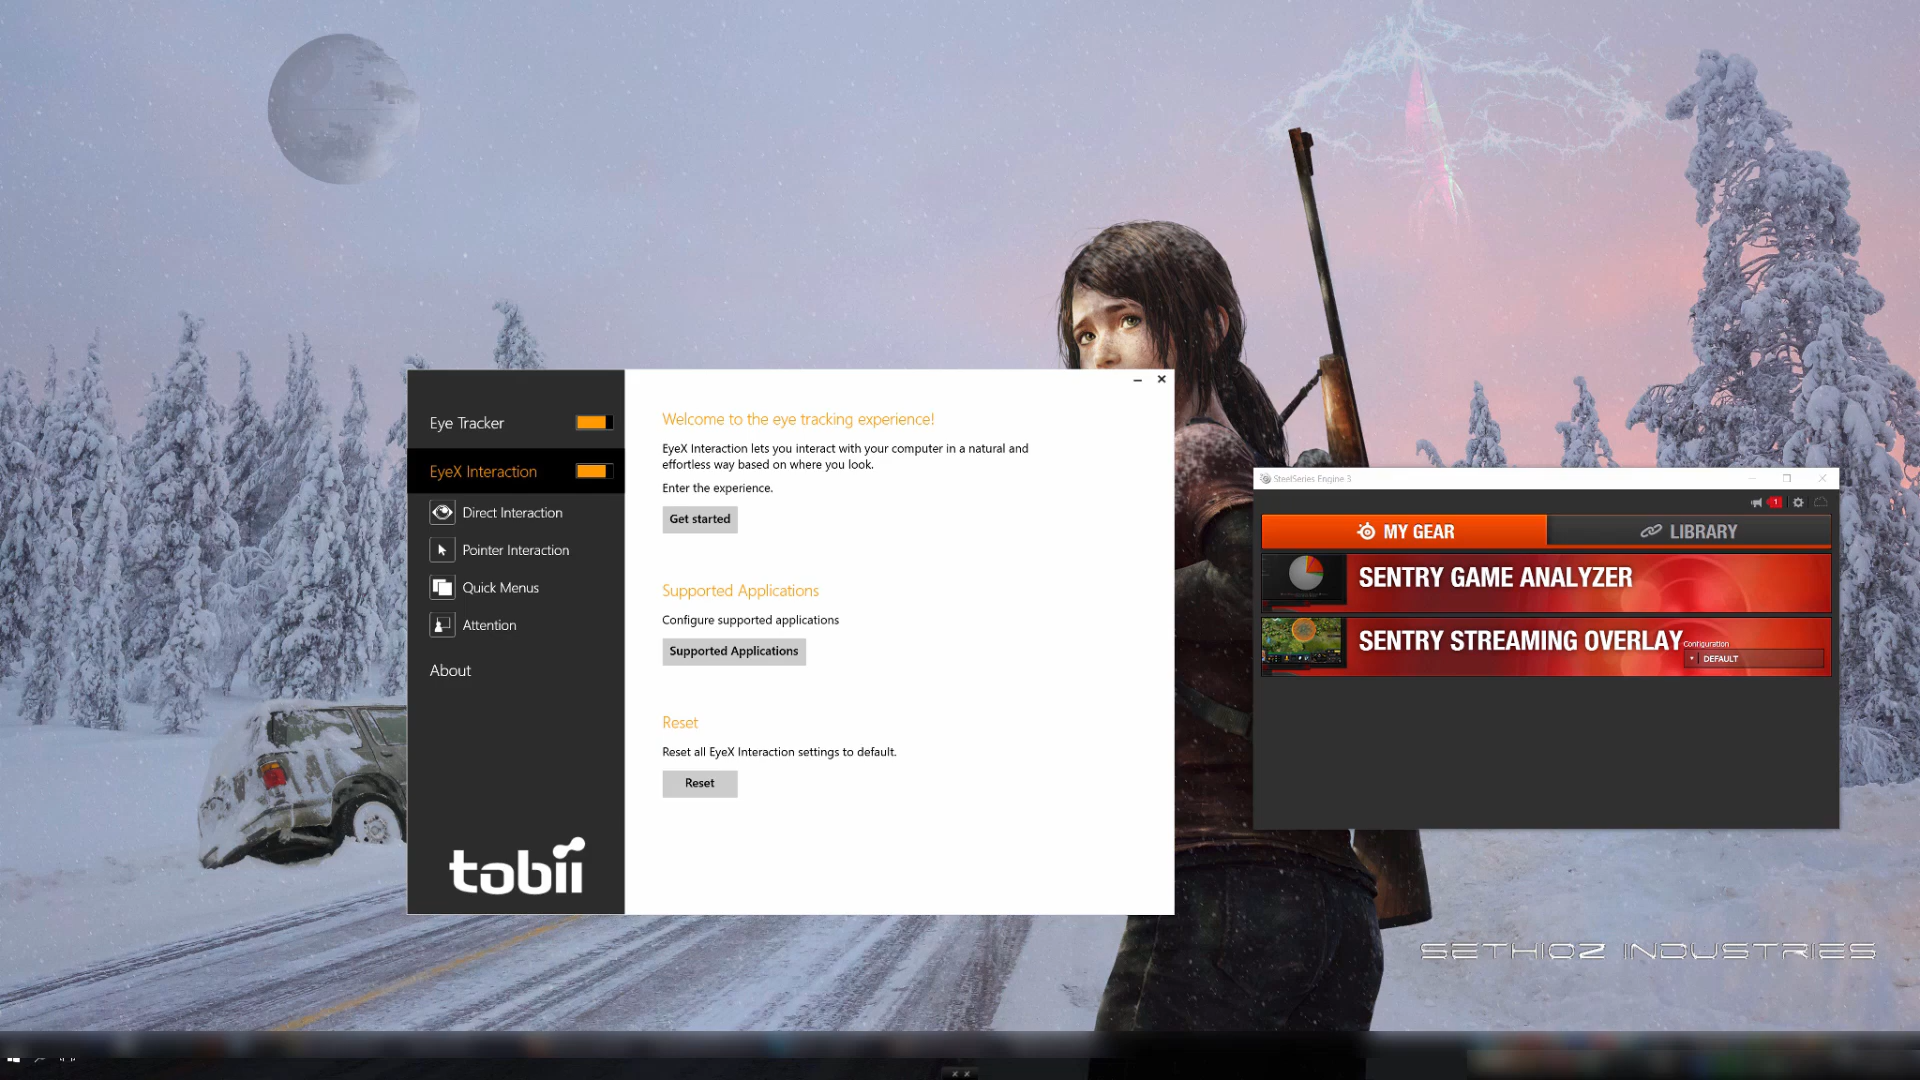 Eye Tracker
EyeX Interaction
Direct Interaction
Pointer Interaction
Quick Menus
Attention
About
tobii
Welcome to the eye tracking experience!
EyeX Interaction lets you interact with your computer in a natural and
effortless way based on where you look.
Enter the experience.
Get started
Supported Applications
Configure supported applications
Supported Applications
Reset
Reset all EyeX Interaction settings to default.
Reset
SteelSeries Engine 3
1
MY GEAR
LIBRARY
SENTRY GAME ANALYZER
SENTRY STREAMING OVERLAY
Configuration
DEFAULT
SETHIOZ INDUSTRIES